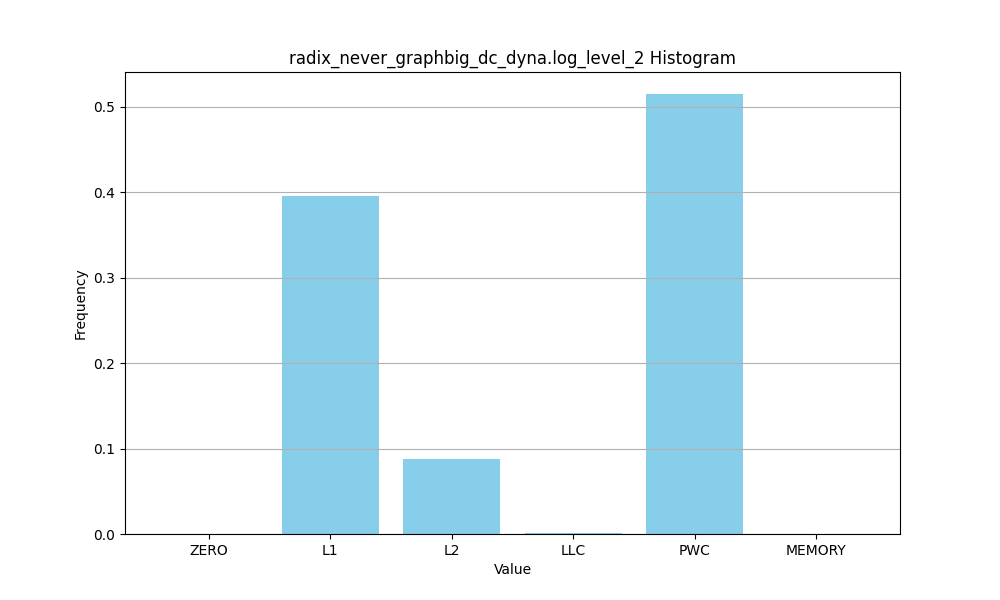 radix_never_graphbig_dc_dyna.log_level_2 Histogram
0.5
0.4
0.3
0.2
0.1
0.0
Frequency
ZERO L1 L2 LLC PWC MEMORY
Value